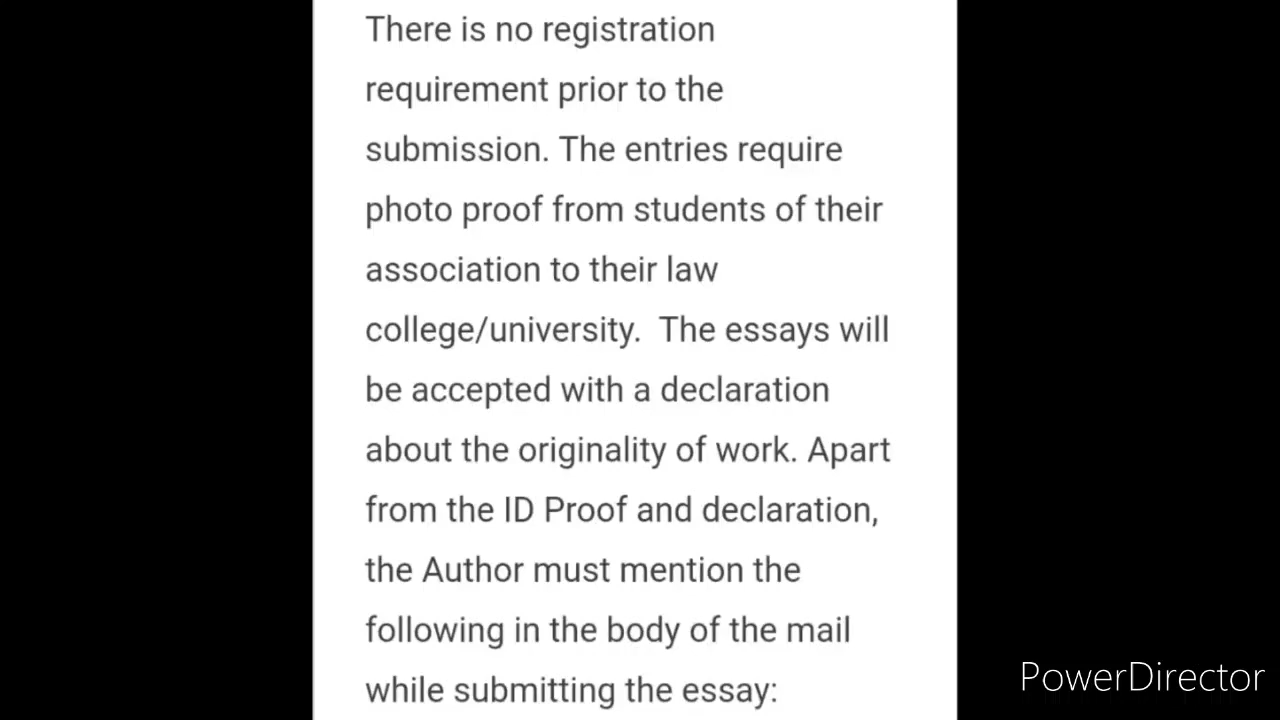 There is no registration
requirement prior to the
submission. The entries require
photo proof from students of their
association to their law
college/university.  The essays will
be accepted with a declaration
about the originality of work. Apart
from the ID Proof and declaration,
the Author must mention the
following in the body of the mail
while submitting the essay:
PowerDirector